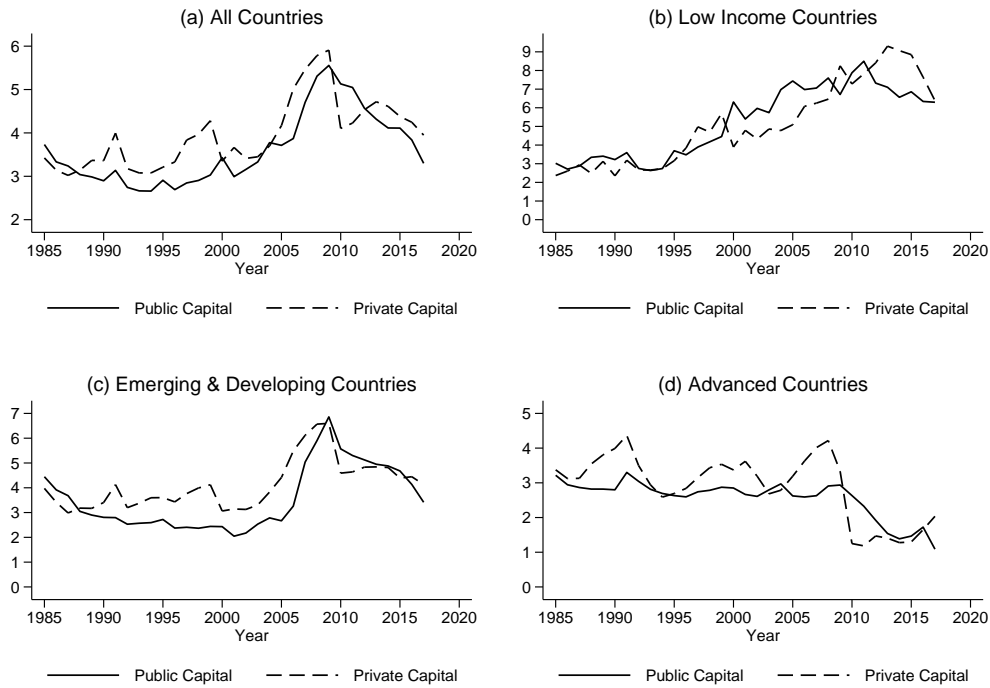 (a) All Countries
6
5
4
3
2
1985 1990 1995 2000 2005 2010 2015 2020
Year
Public Capital Private Capital
(b) Low Income Countries
9
8
7
6
5
4
3
2
1
0
1985 1990 1995 2000 2005 2010 2015 2020
Year
Public Capital Private Capital
(c) Emerging & Developing Countries
7
6
5
4
3
2
1
0
1985 1990 1995 2000 2005 2010 2015 2020
Year
Public Capital Private Capital
(d) Advanced Countries
5
4
3
2
1
0
1985 1990 1995 2000 2005 2010 2015 2020
Year
Public Capital Private Capital